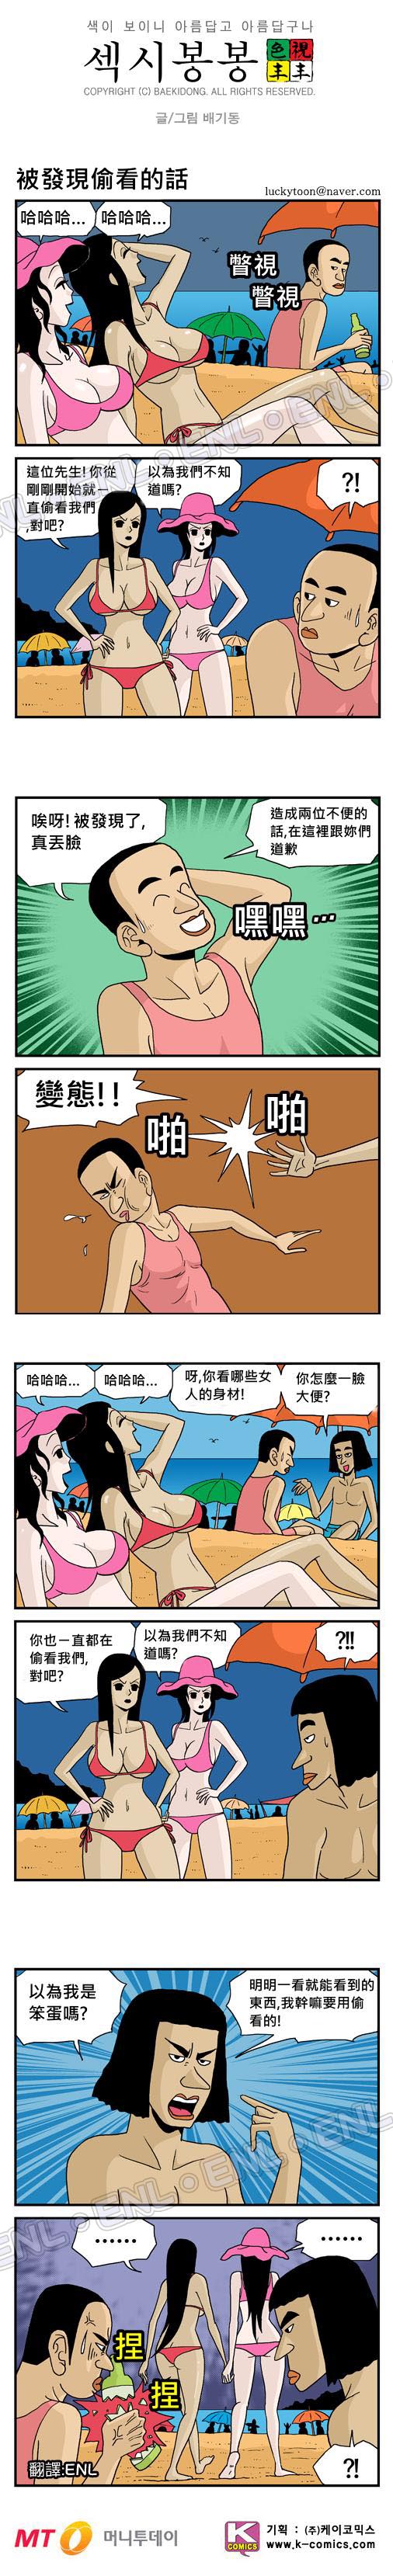 색이 보이니 아름답고 아름답구나
섹시봉봉 色視 丰丰
COPYRIGHT (C) BAEKIDONG. ALL RIGHTS RESERVED.
글/그림 배기동
被發現偷看的話
luckytoon@naver.com
哈哈哈...
哈哈哈...
瞥視
瞥視
這位先生!你從
剛剛開始就一
直偷看我們
,對吧?
以為我們不知
道嗎?
?!
唉呀!被發現了,
真丟臉
造成兩位不便的
話,在這裡跟妳們
道歉
嘿嘿…
變態!!
啪
啪
哈哈哈...
哈哈哈...
呀,你看哪些女
人的身材!
你怎麼一臉
大便?
你也一直都在
偷看我們,
對吧?
以為我們不知
道嗎?
?!!
以為我是
笨蛋嗎?
明明一看就能看到的
東西,我幹嘛要用偷
看的!
ENL ENL ENL ENL
......
......
捏
捏
翻譯:ENL
?!
MT 머니투데이
K COMICS
기획 : (주)케이코믹스
www.k-comics.com